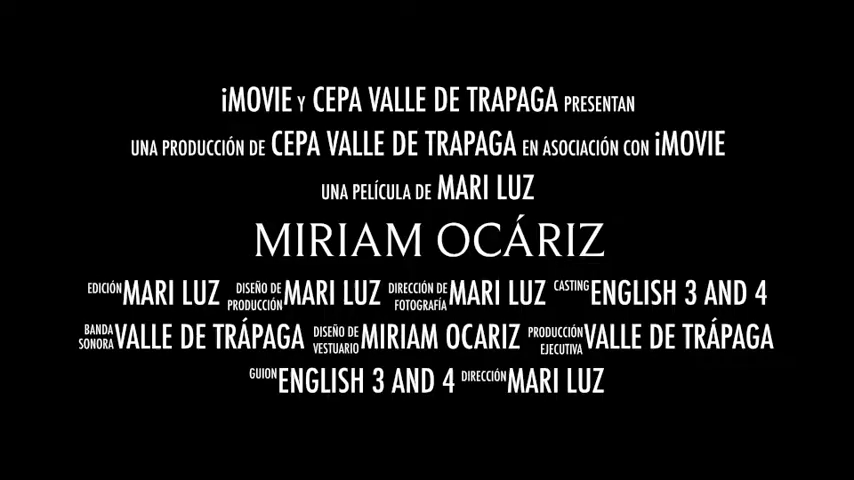 iMOVIE Y CEPA VALLE DE TRAPAGA PRESENTAN
UNA PRODUCCIÓN DE CEPA VALLE DE TRAPAGA EN ASOCIACIÓN CON iMOVIE
UNA PELÍCULA DE MARI LUZ
MIRIAM OCÁRIZ
EDICIÓN MARI LUZ DISEÑO DE PRODUCCIÓN MARI LUZ DIRECCIÓN DE FOTOGRAFÍA MARI LUZ CASTING ENGLISH 3 AND 4
BANDA SONORA VALLE DE TRÁPAGA DISEÑO DE VESTUARIO MIRIAM OCARIZ PRODUCCIÓN EJECUTIVA VALLE DE TRÁPAGA
GUION ENGLISH 3 AND 4 DIRECCIÓN MARI LUZ